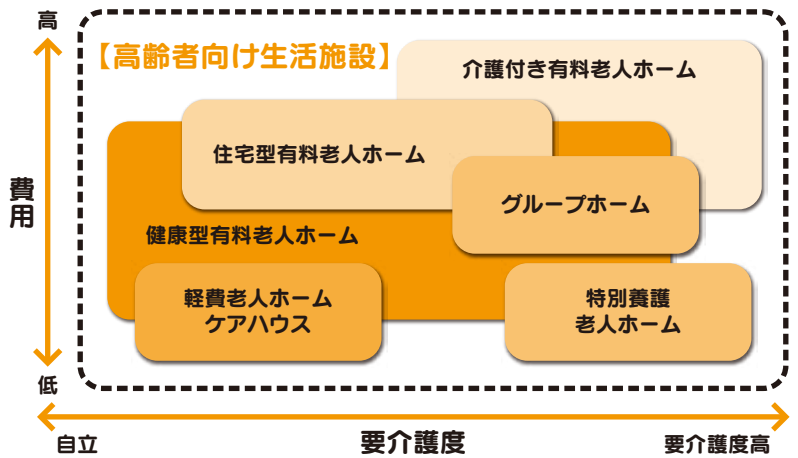 高
【高齢者向け生活施設】
介護付き有料老人ホーム
住宅型有料老人ホーム
費用
グループホーム
健康型有料老人ホーム
軽費老人ホーム
ケアハウス
特別養護
老人ホーム
低
自立
要介護度
要介護度高